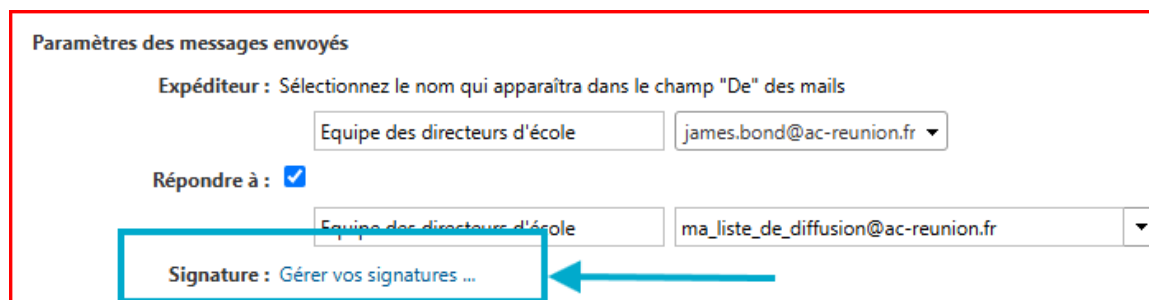 Paramètres des messages envoyés
Expéditeur : Sélectionnez le nom qui apparaîtra dans le champ "De" des mails
Equipe des directeurs d'école james.bond@ac-reunion.fr
Répondre à :
Equipe des directeurs d'école ma_liste_de_diffusion@ac-reunion.fr
Signature : Gérer vos signatures ...